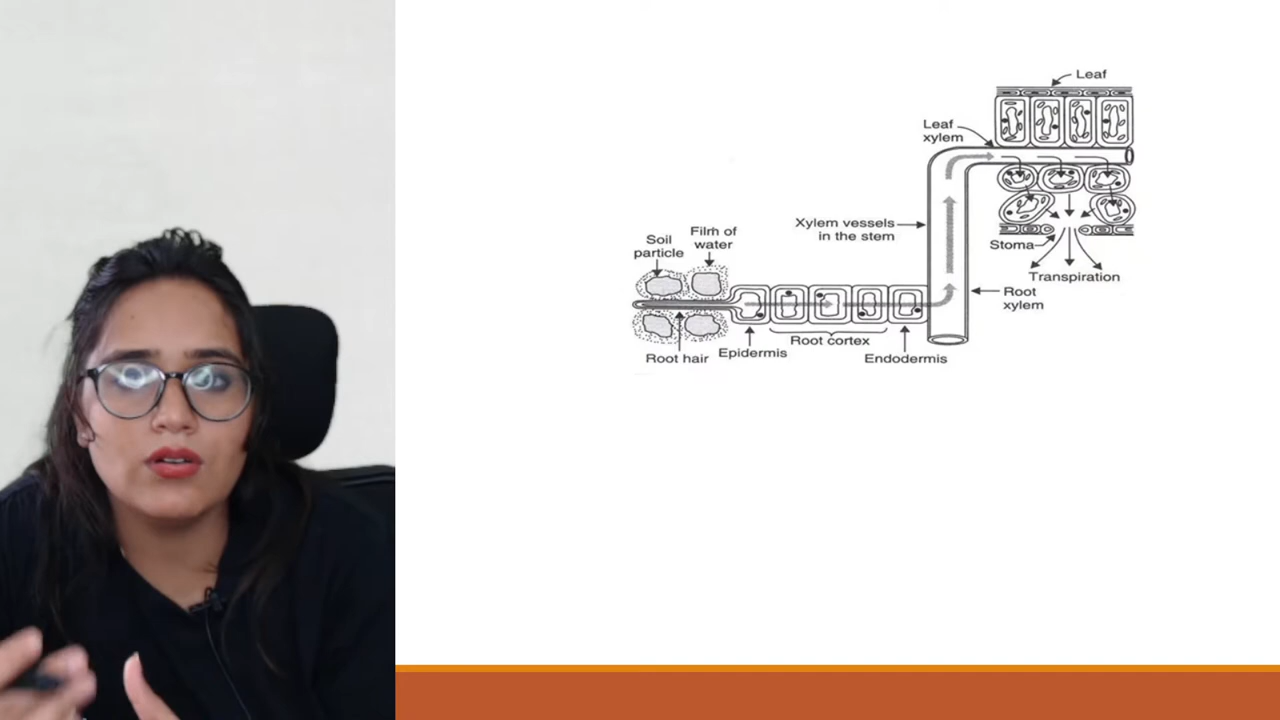 Leaf
Leaf
xylem
Xylem vessels
in the stem
Film of
water
Soil
particle
Stoma
Transpiration
Root
xylem
Root cortex
Epidermis
Root hair
Endodermis